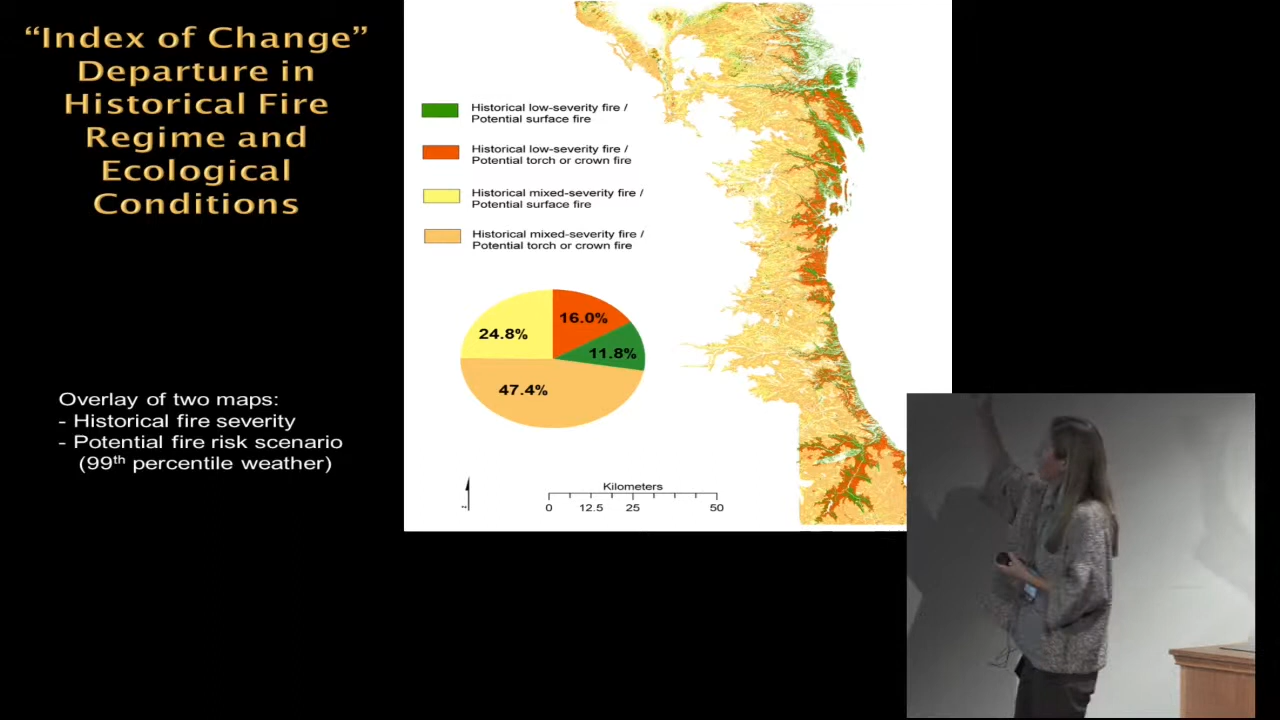 “Index of Change”
Departure in
Historical Fire
Regime and
Ecological
Conditions
Overlay of two maps:
- Historical fire severity
- Potential fire risk scenario
(99th percentile weather)
Historical low-severity fire /
Potential surface fire
Historical low-severity fire /
Potential torch or crown fire
Historical mixed-severity fire /
Potential surface fire
Historical mixed-severity fire /
Potential torch or crown fire
24.8%
16.0%
11.8%
47.4%
Kilometers
0 12.5 25 50